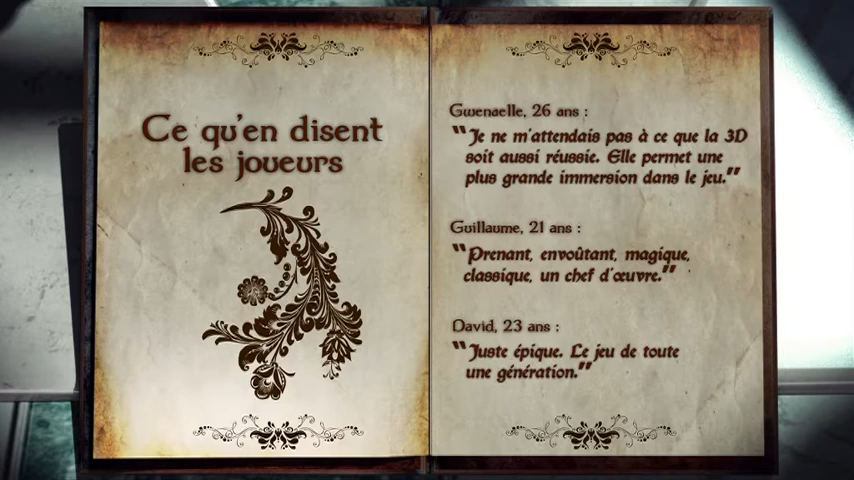 Ce qu'en disent
les joueurs
Gwenaelle, 26 ans :
"Je ne m'attendais pas à ce que la 3D
soit aussi réussie. Elle permet une
plus grande immersion dans le jeu."
Guillaume, 21 ans :
"Prenant, envoûtant, magique,
classique, un chef d'œuvre."
David, 23 ans :
"Juste épique. Le jeu de toute
une génération."